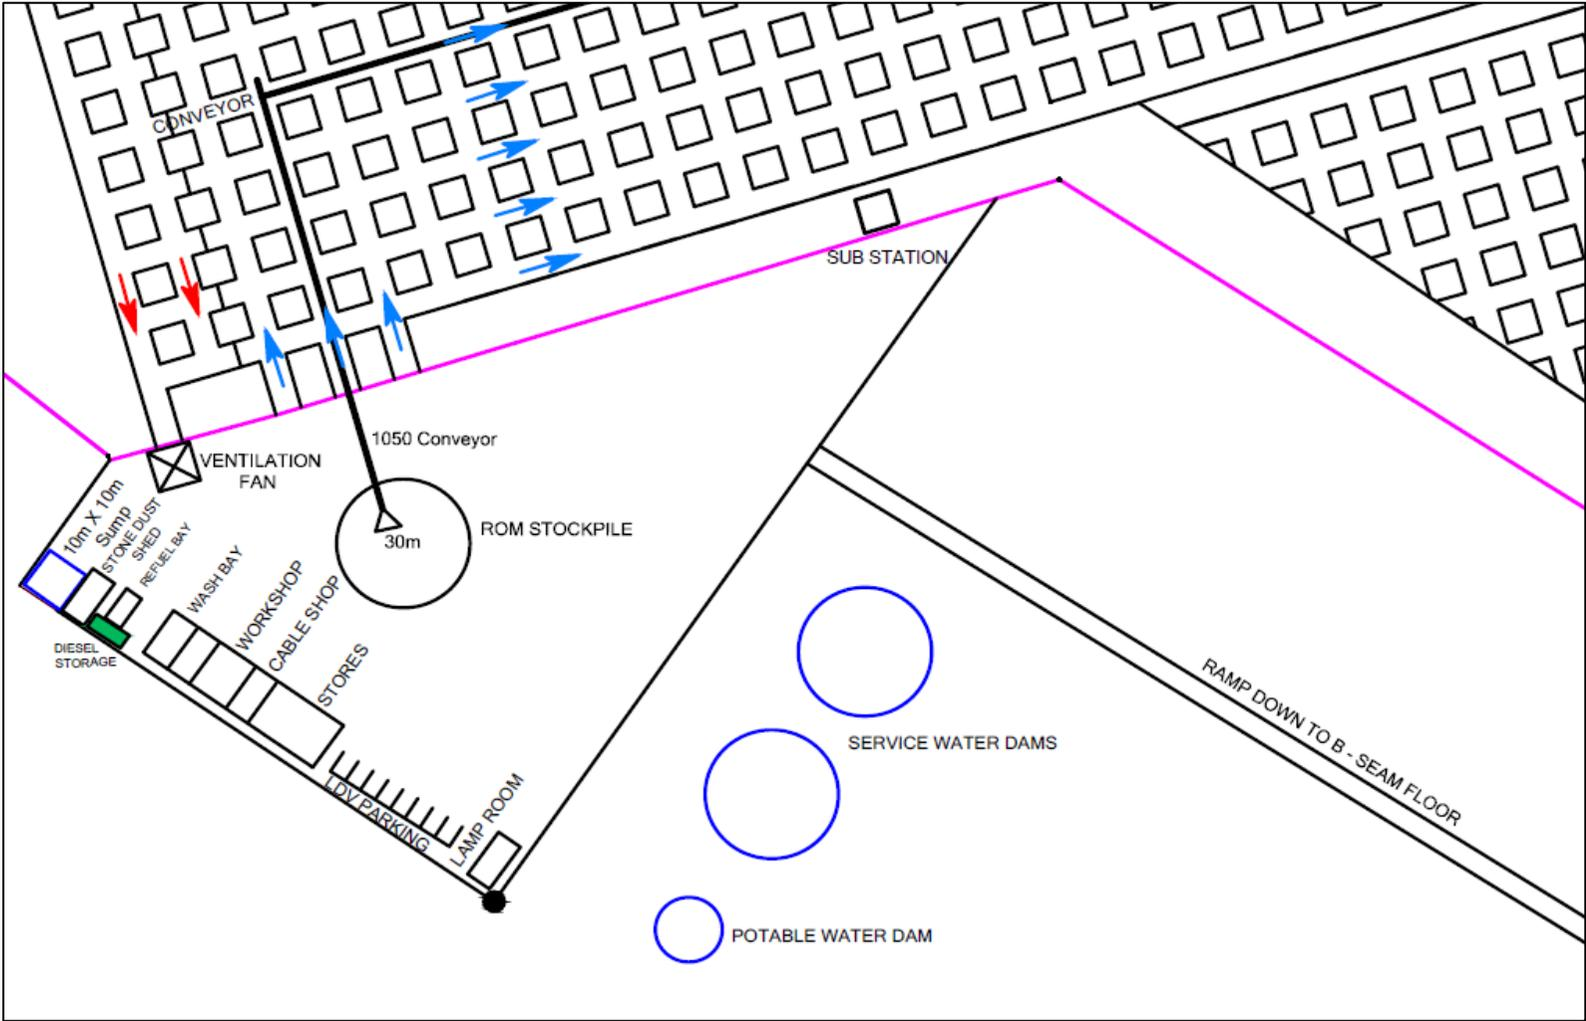 CONVEYOR
SUB STATION
1050 Conveyor
VENTILATION
FAN
10m X 10m
Sump
STONE DUST
SHED
REFUEL BAY
ROM STOCKPILE
30m
WASH BAY
WORKSHOP
CABLE SHOP
STORES
DIESEL
STORAGE
LDV PARKING
LAMP ROOM
SERVICE WATER DAMS
RAMP DOWN TO B - SEAM FLOOR
POTABLE WATER DAM